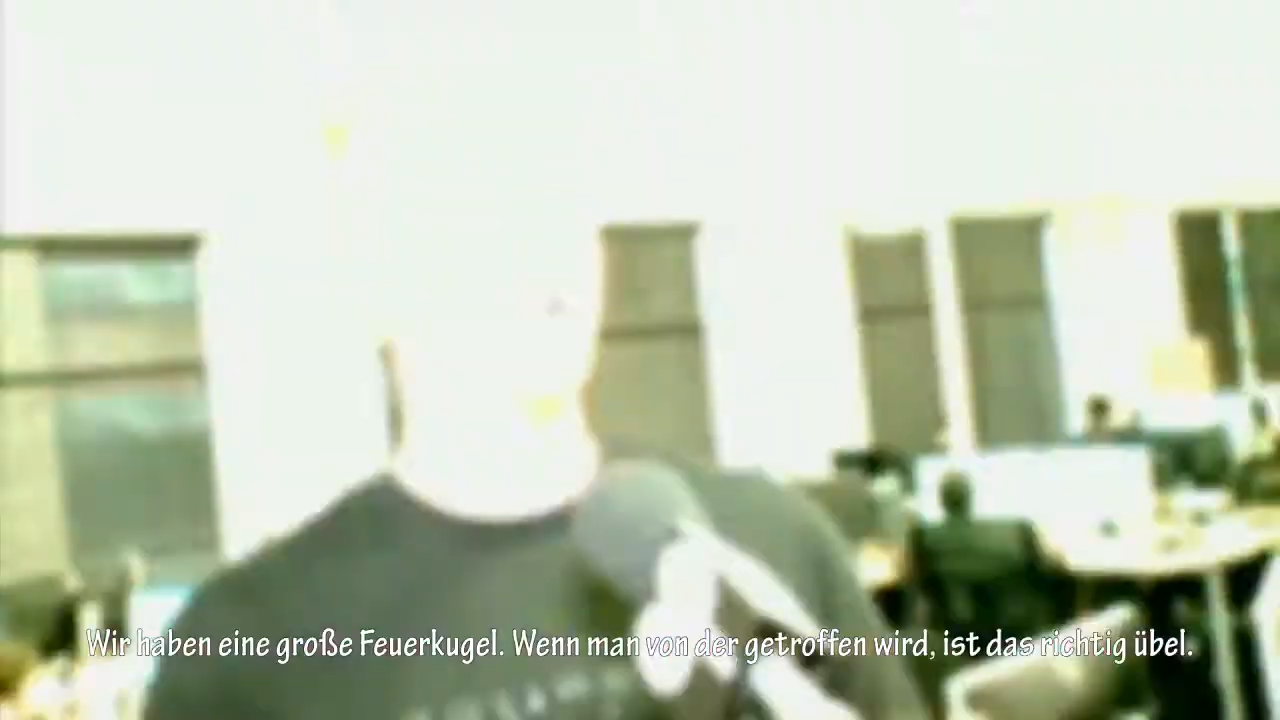 Wir haben eine große Feuerkugel. Wenn man von der getroffen wird, ist das richtig übel.